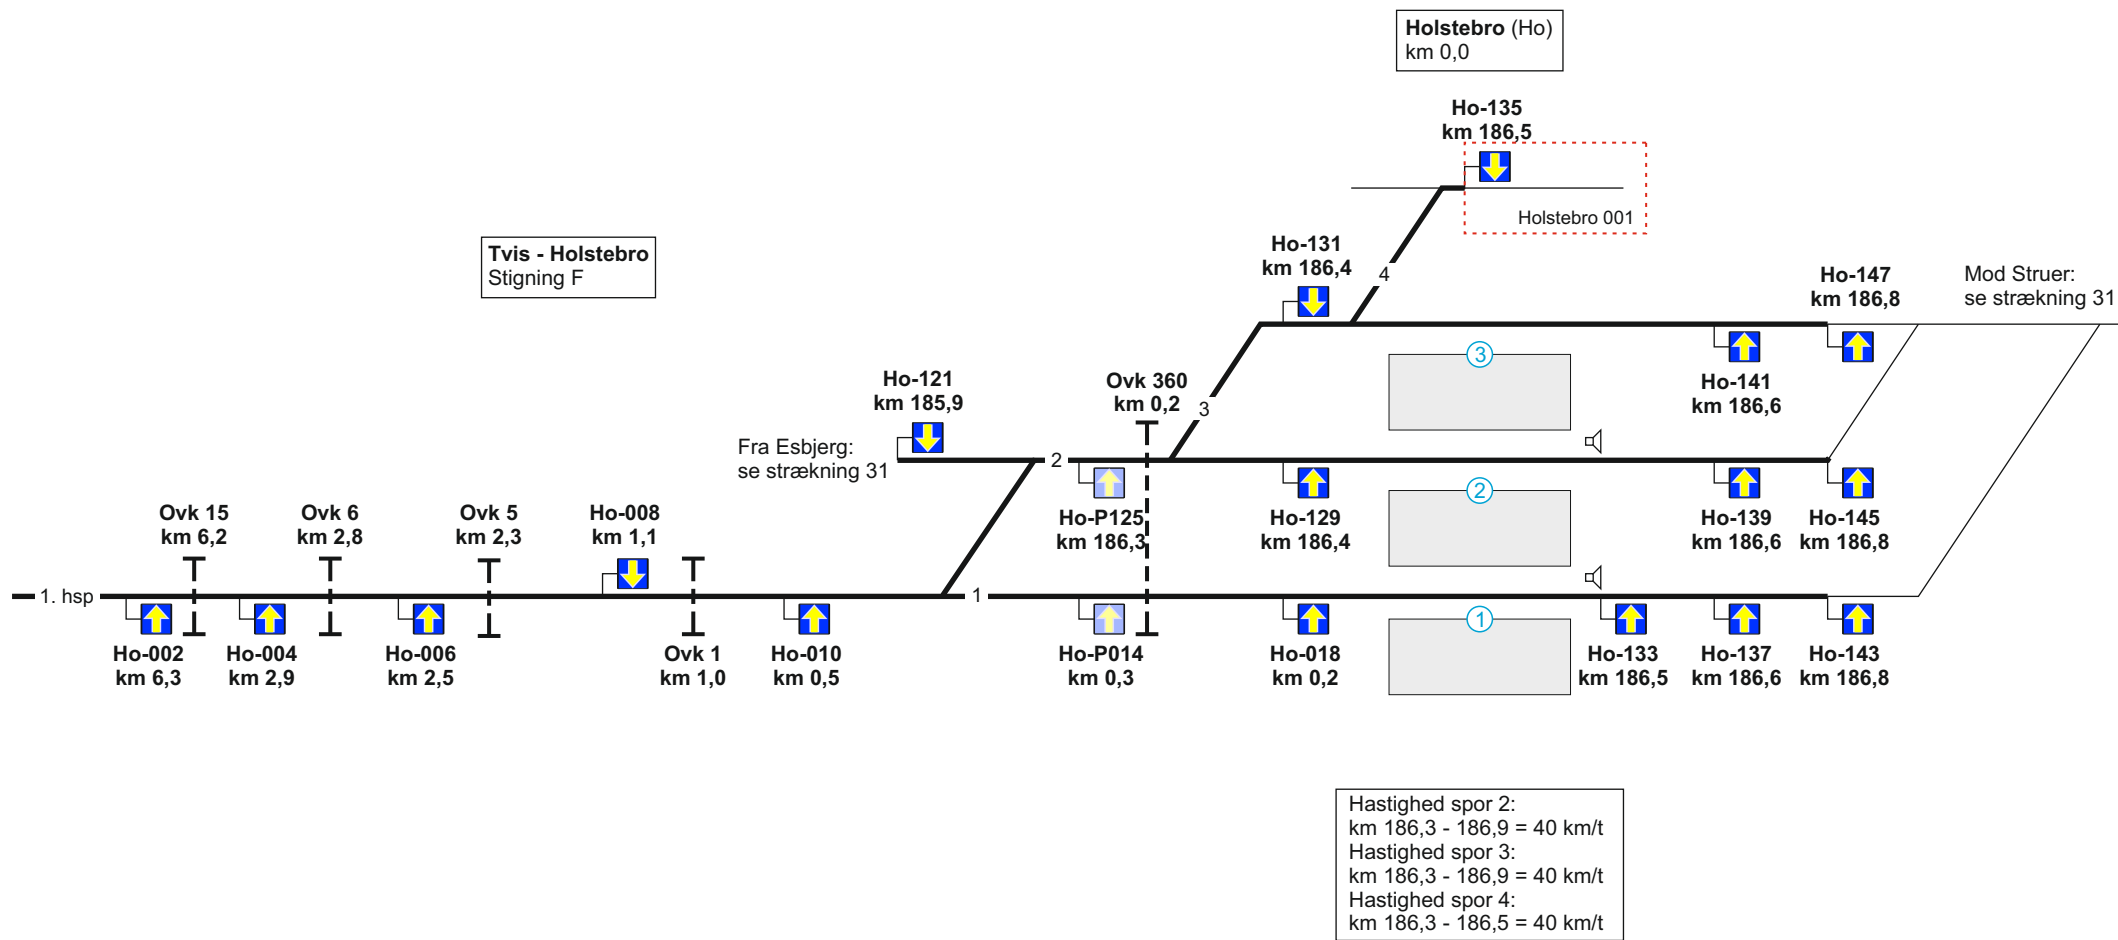 Holstebro (Ho)
km 0,0
Ho-135
km 186,5
Holstebro 001
Tvis - Holstebro
Stigning F
Ho-131
km 186,4
4
Ho-147
km 186,8
Mod Struer:
se strækning 31
3
Ho-141
km 186,6
Ho-121
km 185,9
Ovk 360
km 0,2
3
Fra Esbjerg:
se strækning 31
2
2
Ho-P125
km 186,3
Ho-129
km 186,4
Ho-139
km 186,6
Ho-145
km 186,8
Ovk 15
km 6,2
Ovk 6
km 2,8
Ovk 5
km 2,3
Ho-008
km 1,1
1. hsp
1
1
Ho-002
km 6,3
Ho-004
km 2,9
Ho-006
km 2,5
Ovk 1
km 1,0
Ho-010
km 0,5
Ho-P014
km 0,3
Ho-018
km 0,2
Ho-133
km 186,5
Ho-137
km 186,6
Ho-143
km 186,8
Hastighed spor 2:
km 186,3 - 186,9 = 40 km/t
Hastighed spor 3:
km 186,3 - 186,9 = 40 km/t
Hastighed spor 4:
km 186,3 - 186,5 = 40 km/t